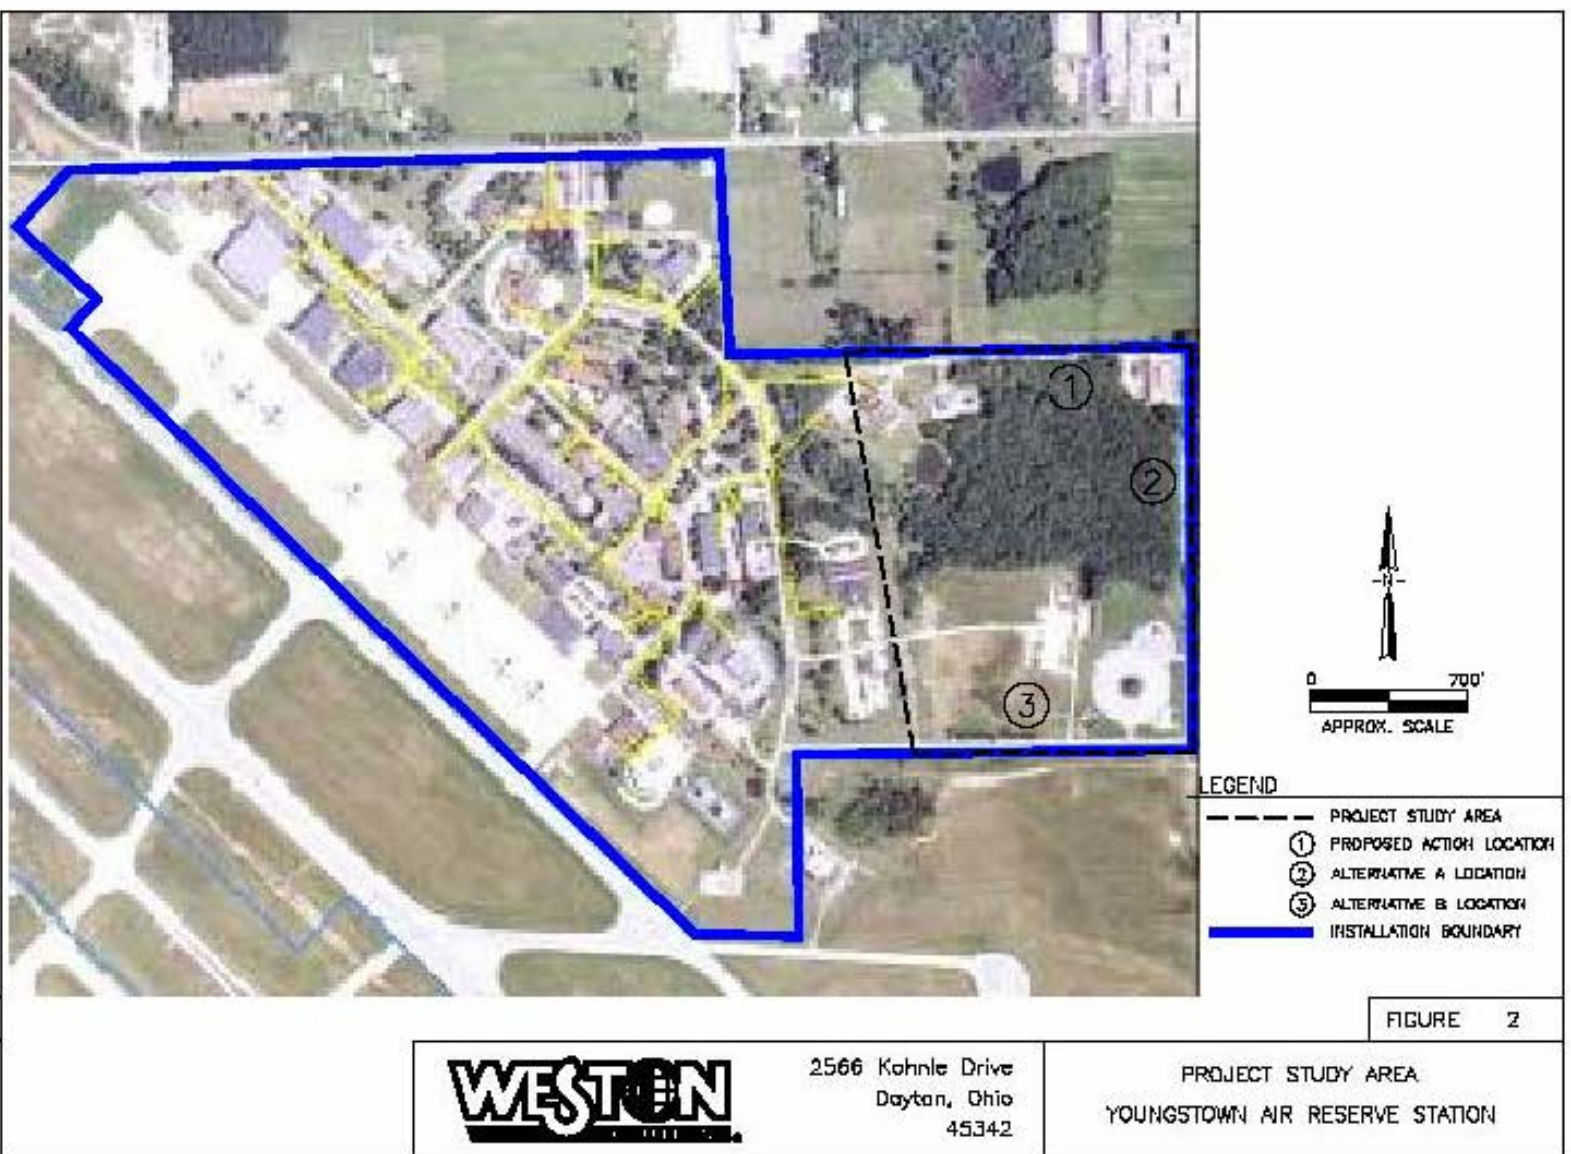 1
2
3
N
0 700'
APPROX. SCALE
LEGEND
PROJECT STUDY AREA
1 PROPOSED ACTION LOCATION
2 ALTERNATIVE A LOCATION
3 ALTERNATIVE B LOCATION
INSTALLATION BOUNDARY
FIGURE 2
WESTON
2566 Kohnle Drive
Dayton, Ohio
45342
PROJECT STUDY AREA
YOUNGSTOWN AIR RESERVE STATION